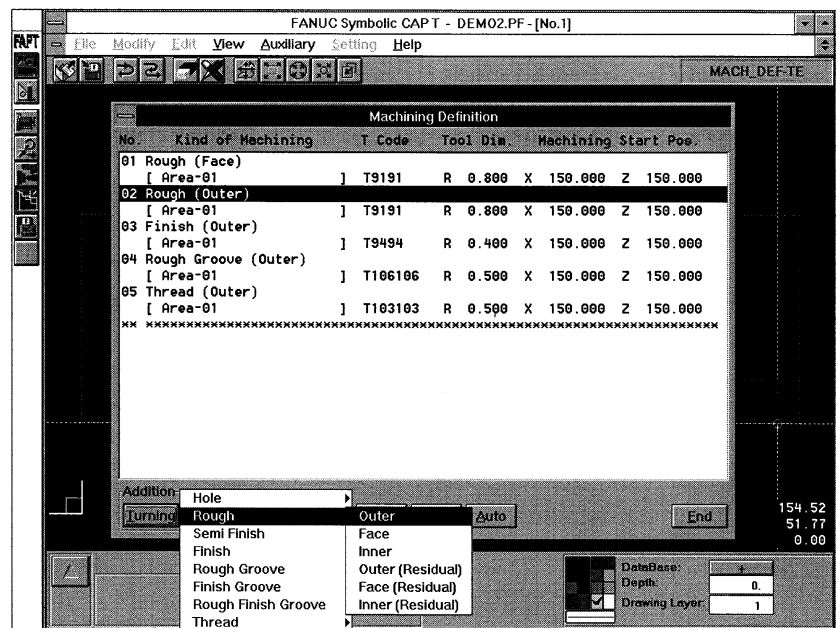 FANUC Symbolic CAP T - DEMO2.PF - [No.1]
FAPT
File Modify Edit View Auxiliary Setting Help
MACH_DEF-TE
Machining Definition
No. Kind of Machining T Code Tool Dim. Machining Start Pos.
01 Rough (Face)
[ Area-01 ] T9191 R 0.800 X 150.000 Z 150.000
02 Rough (Outer)
[ Area-01 ] T9191 R 0.800 X 150.000 Z 150.000
03 Finish (Outer)
[ Area-01 ] T9494 R 0.400 X 150.000 Z 150.000
04 Rough Groove (Outer)
[ Area-01 ] T106106 R 0.500 X 150.000 Z 150.000
05 Thread (Outer)
[ Area-01 ] T103103 R 0.500 X 150.000 Z 150.000
Addition
Hole
Turning
Rough
Semi Finish
Finish
Rough Groove
Finish Groove
Rough Finish Groove
Thread
Outer
Face
Inner
Outer (Residual)
Face (Residual)
Inner (Residual)
Auto
End
154.52
51.77
0.00
DataBase: +
Depth: 0.
Drawing Layer: 1